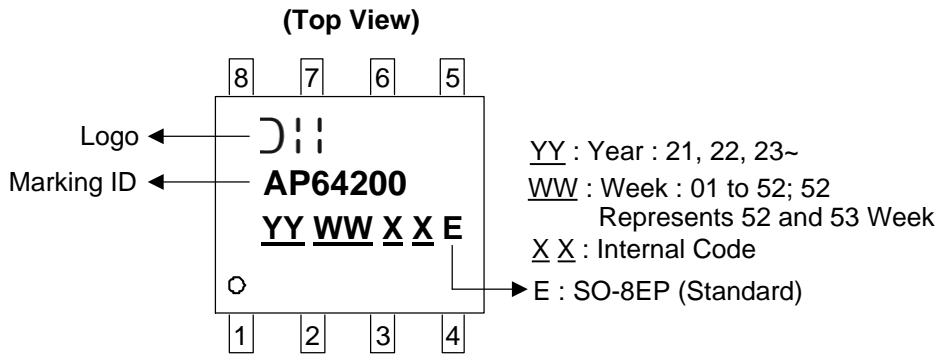 (Top View)
8 7 6 5
Logo
Marking ID
AP64200
YY WW X X E
1 2 3 4
YY : Year : 21, 22, 23~
WW : Week : 01 to 52; 52
Represents 52 and 53 Week
X X : Internal Code
E : SO-8EP (Standard)